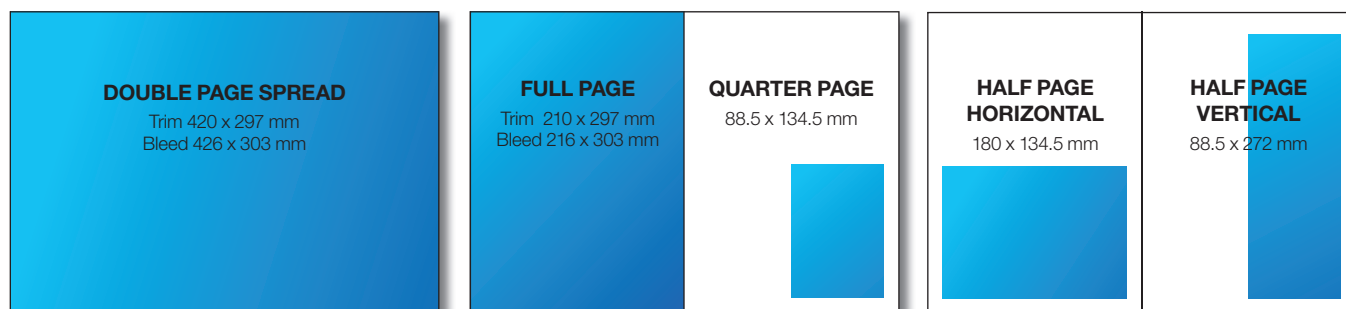 DOUBLE PAGE SPREAD
Trim 420 x 297 mm
Bleed 426 x 303 mm
FULL PAGE
Trim 210 x 297 mm
Bleed 216 x 303 mm
QUARTER PAGE
88.5 x 134.5 mm
HALF PAGE
HORIZONTAL
180 x 134.5 mm
HALF PAGE
VERTICAL
88.5 x 272 mm